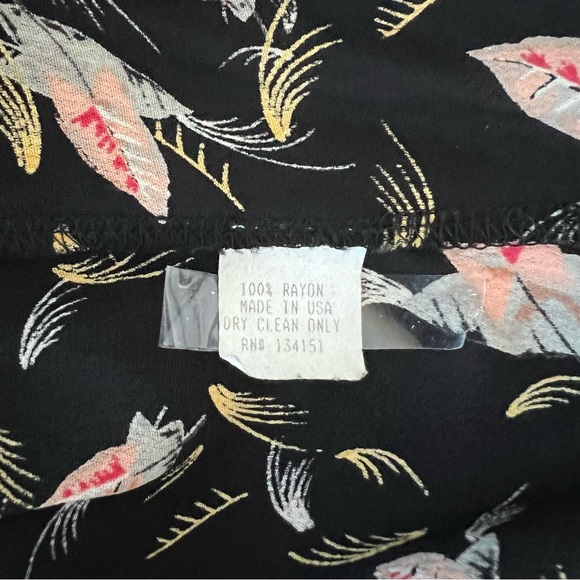 100% RAYON
MADE IN USA
DRY CLEAN ONLY
RN# 134151